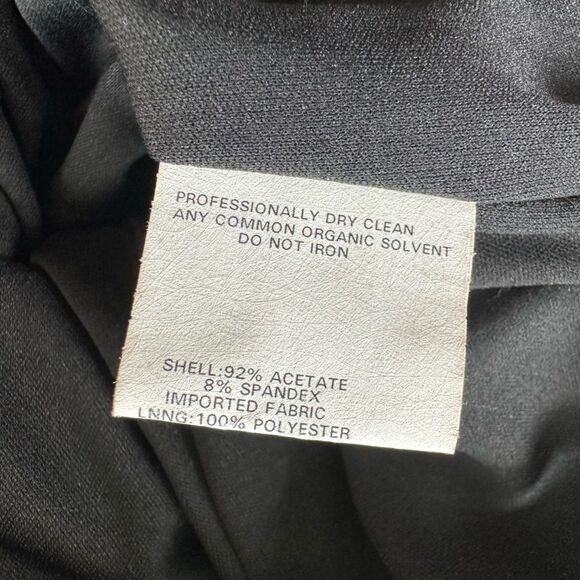 PROFESSIONALLY DRY CLEAN
ANY COMMON ORGANIC SOLVENT
DO NOT IRON
SHELL:92% ACETATE
8% SPANDEX
IMPORTED FABRIC
LNNG:100% POLYESTER